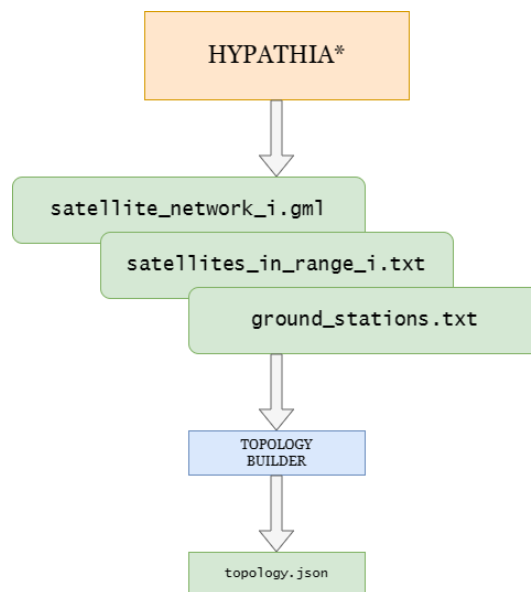 HYPATHIA*
satellite_network_i.gml
satellites_in_range_i.txt
ground_stations.txt
TOPOLOGY
BUILDER
topology.json